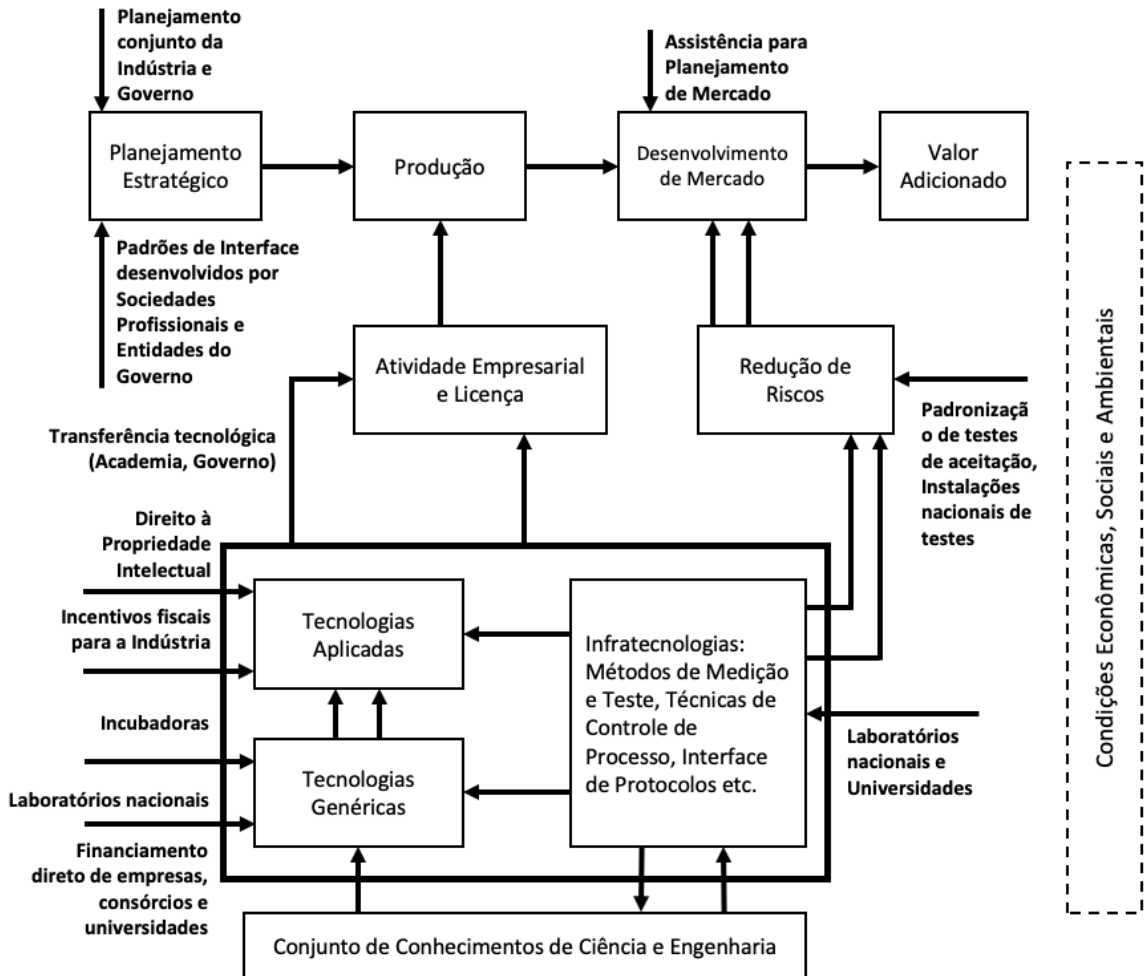 Planejamento
conjunto da
Indústria e
Governo
Assistência para
Planejamento
de Mercado
Planejamento
Estratégico
Produção
Desenvolvimento
de Mercado
Valor
Adicionado
Padrões de Interface
desenvolvidos por
Sociedades
Profissionais e
Entidades do
Governo
Atividade Empresarial
e Licença
Redução de
Riscos
Padronizaçã
o de testes
de aceitação,
Instalações
nacionais de
testes
Condições Econômicas, Sociais e Ambientais
Transferência tecnológica
(Academia, Governo)
Direito à
Propriedade
Intelectual
Incentivos fiscais
para a Indústria
Incubadoras
Laboratórios nacionais
Financiamento
direto de empresas,
consórcios e
universidades
Tecnologias
Aplicadas
Tecnologias
Genéricas
Infratecnologias:
Métodos de Medição
e Teste, Técnicas de
Controle de
Processo, Interface
de Protocolos etc.
Laboratórios
nacionais e
Universidades
Conjunto de Conhecimentos de Ciência e Engenharia